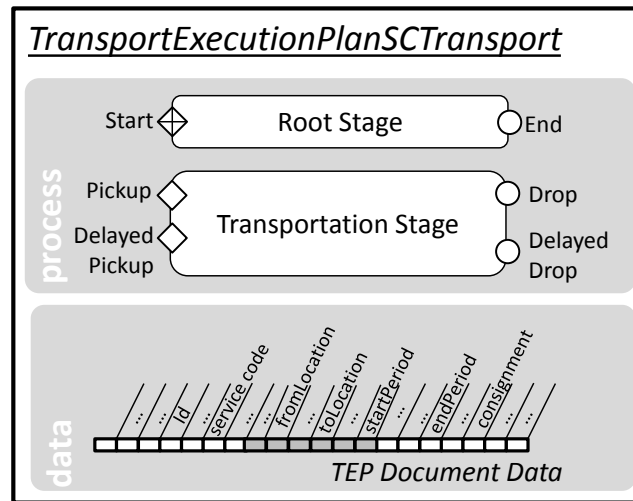 TransportExecutionPlanSCTransport
process
Start
Root Stage
End
Pickup
Delayed
Pickup
Transportation Stage
Drop
Delayed
Drop
data
...
...
Id
...
service code
...
...
fromLocation
...
toLocation
...
startPeriod
...
...
endPeriod
...
consignment
...
...
TEP Document Data